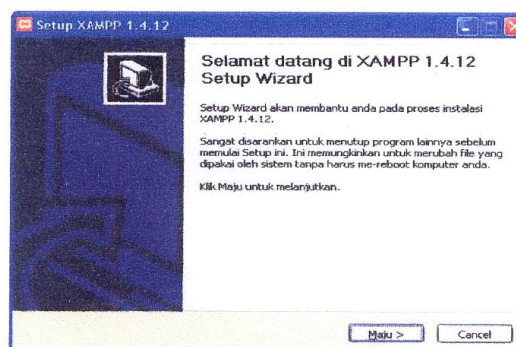 Setup XAMPP 1.4.12
Selamat datang di XAMPP 1.4.12
Setup Wizard
Setup Wizard akan membantu anda pada proses instalasi
XAMPP 1.4.12.
Sangat disarankan untuk menutup program lainnya sebelum
memulai Setup ini. Ini memungkinkan untuk merubah file yang
dipakai oleh sistem tanpa harus me-reboot komputer anda.
Klik Maju untuk melanjutkan.
Maju > Cancel